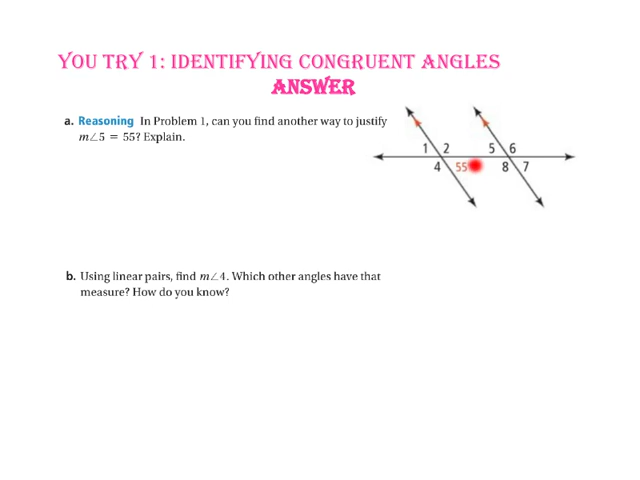 YOU TRY 1: IDENTIFYING CONGRUENT ANGLES
ANSWER
a. Reasoning In Problem 1, can you find another way to justify
m∠5 = 55? Explain.
1 2 5 6
4 55 8 7
b. Using linear pairs, find m∠4. Which other angles have that
measure? How do you know?